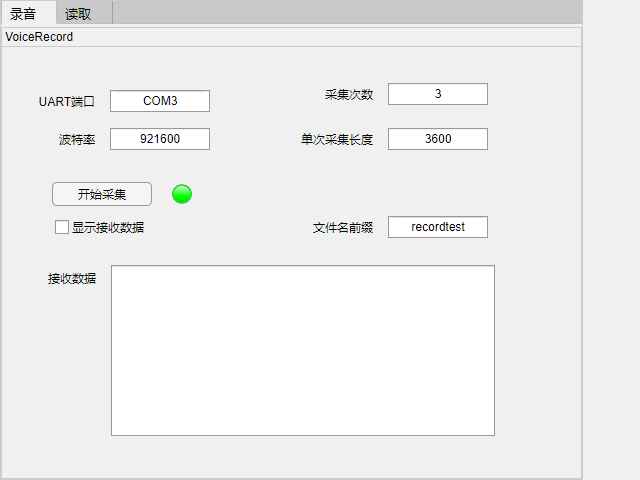 录音 读取
VoiceRecord
UART端口 COM3 采集次数 3
波特率 921600 单次采集长度 3600
开始采集
显示接收数据 文件名前缀 recordtest
接收数据